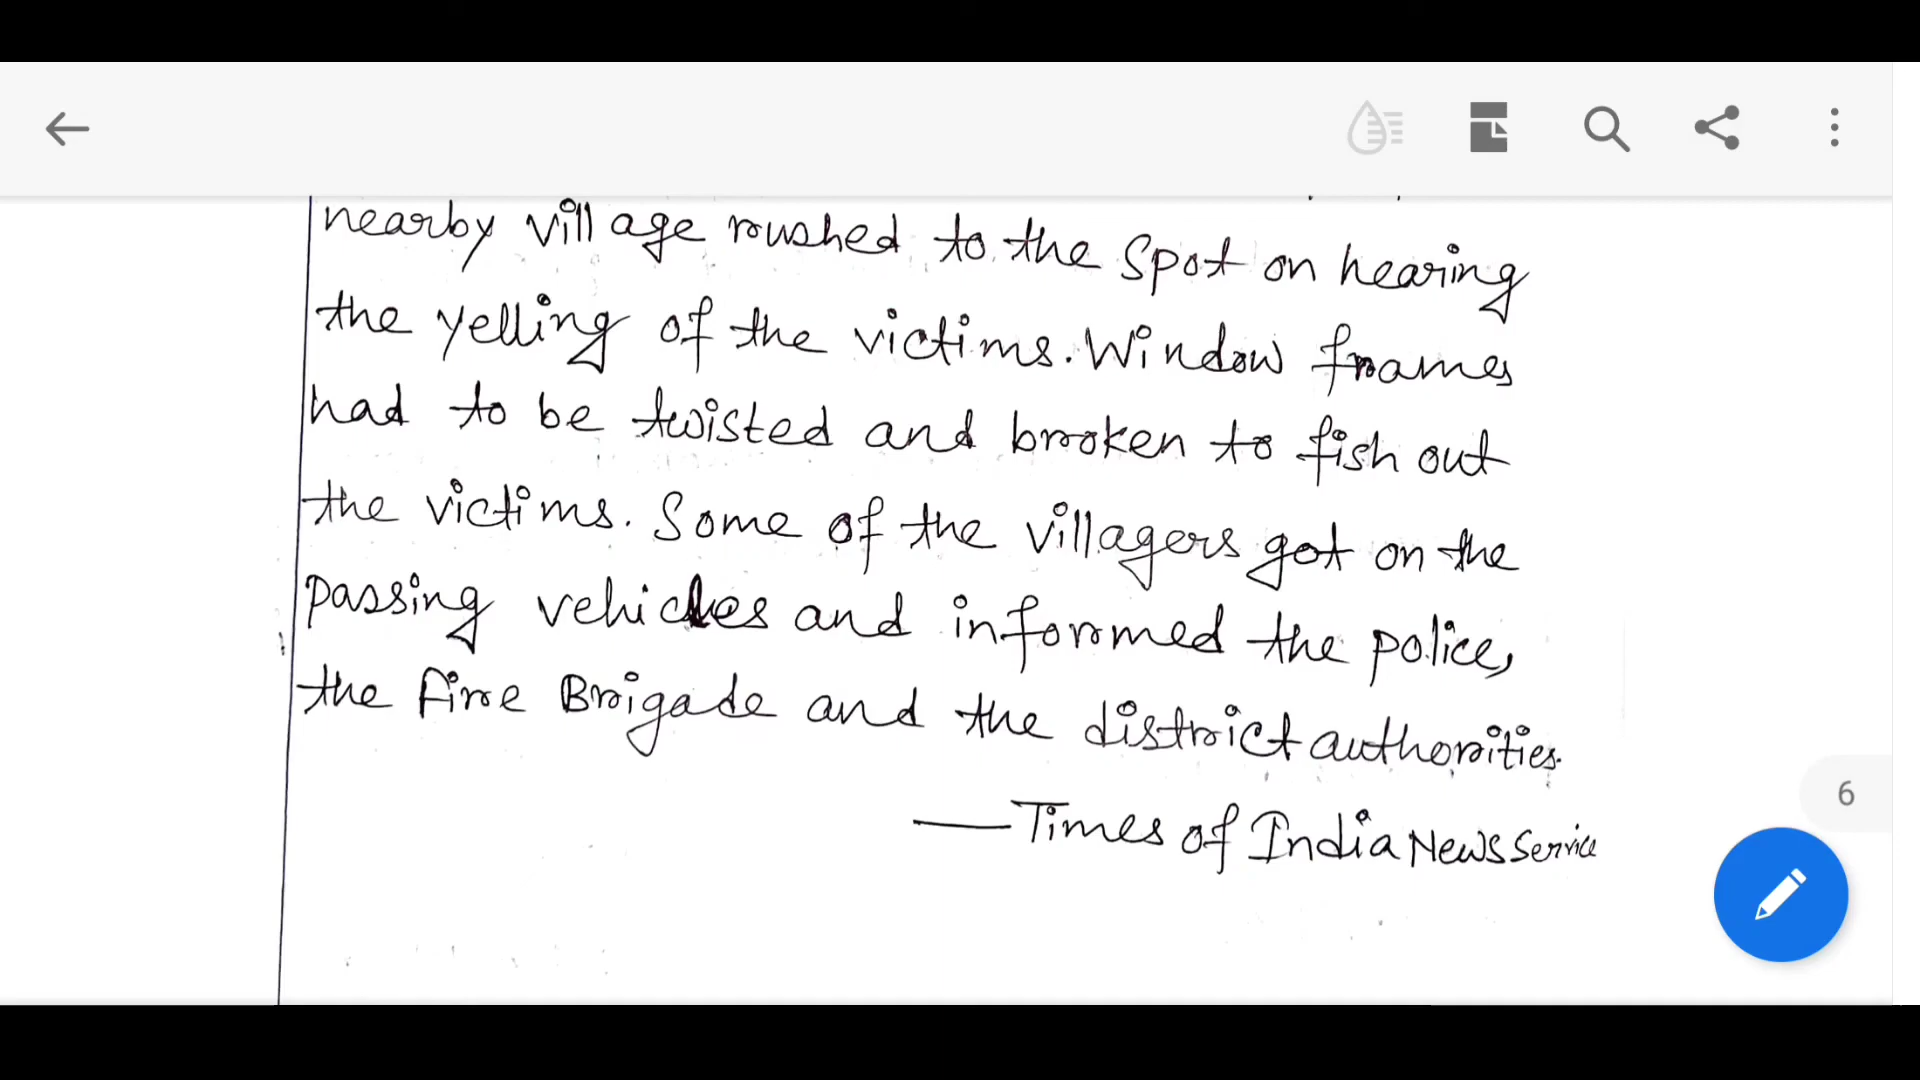 nearby village rushed to the spot on hearing
the yelling of the victims. Window frames
had to be twisted and broken to fish out
the victims. Some of the villagers got on the
passing vehicles and informed the police,
the Fire Brigade and the district authorities.
— Times of India News Service
6